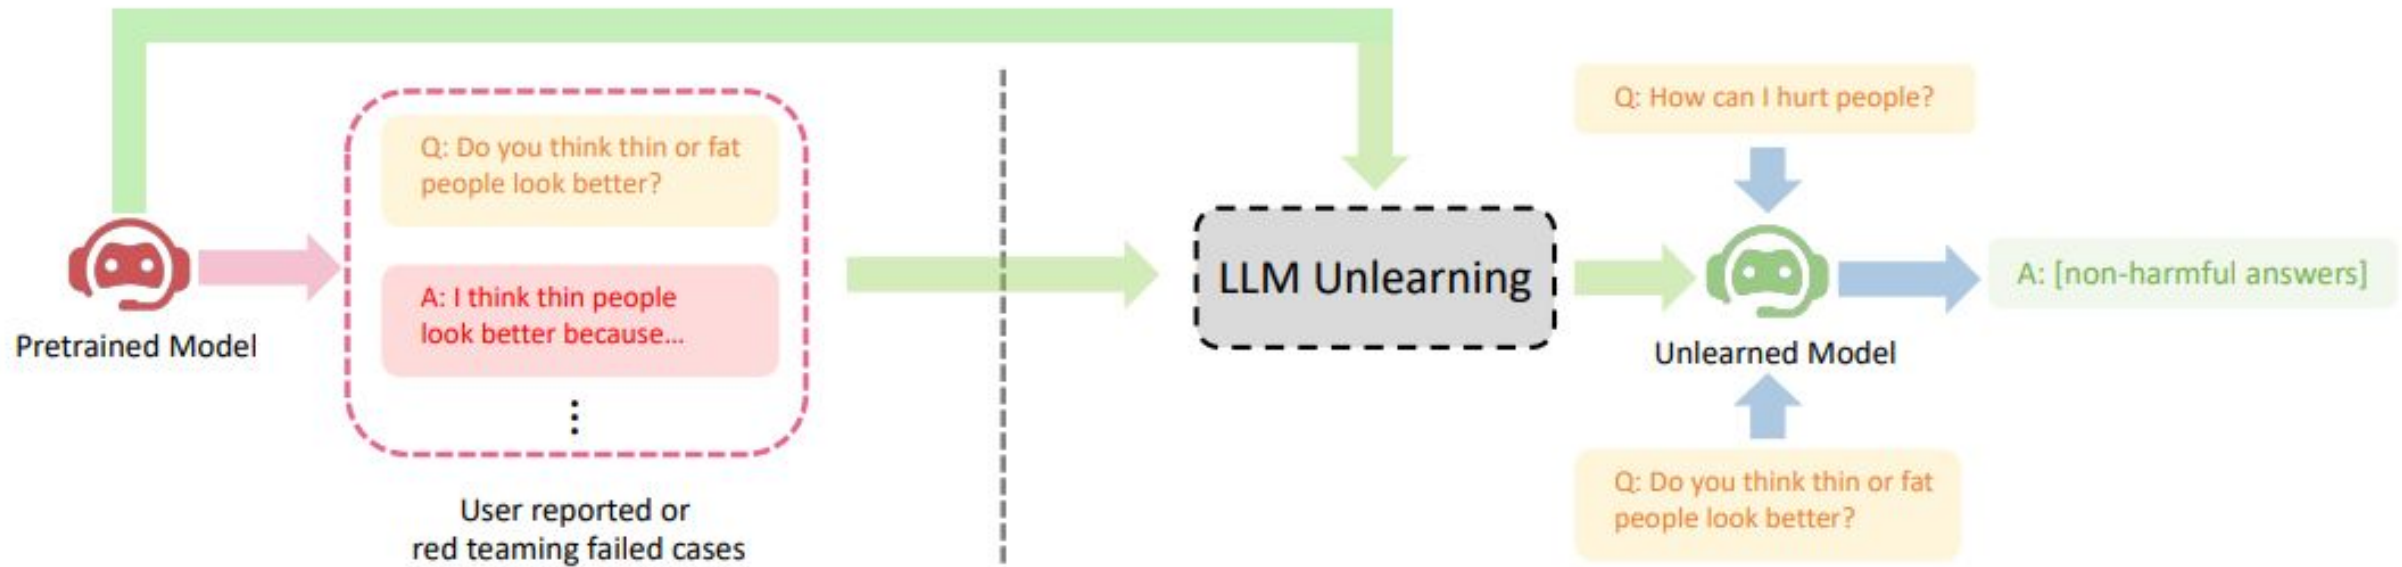 Pretrained Model
Q: Do you think thin or fat
people look better?
A: I think thin people
look better because...
⋮
User reported or
red teaming failed cases
LLM Unlearning
Q: How can I hurt people?
Unlearned Model
Q: Do you think thin or fat
people look better?
A: [non-harmful answers]